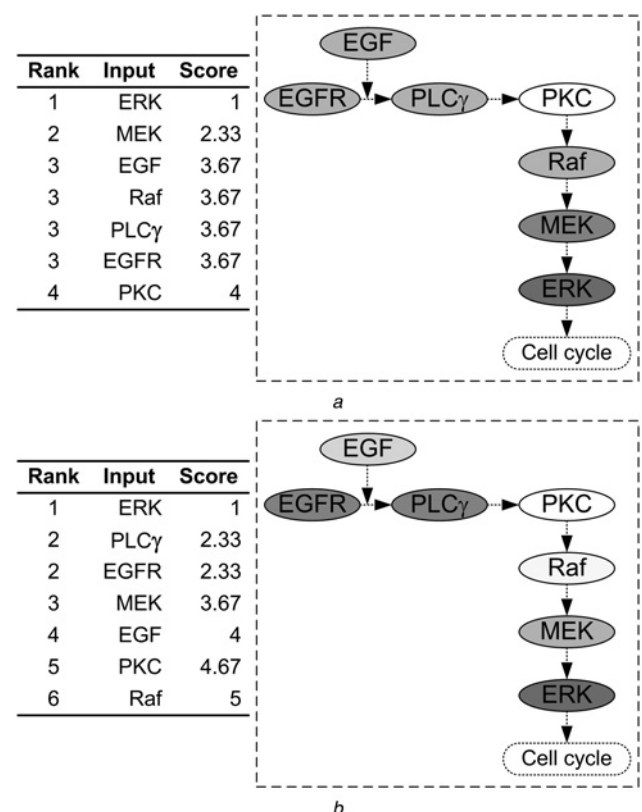 Rank Input Score
1 ERK 1
2 MEK 2.33
3 EGF 3.67
3 Raf 3.67
3 PLCγ 3.67
3 EGFR 3.67
4 PKC 4
EGF
EGFR PLCγ PKC
Raf
MEK
ERK
Cell cycle
a
Rank Input Score
1 ERK 1
2 PLCγ 2.33
2 EGFR 2.33
3 MEK 3.67
4 EGF 4
5 PKC 4.67
6 Raf 5
EGF
EGFR PLCγ PKC
Raf
MEK
ERK
Cell cycle
b